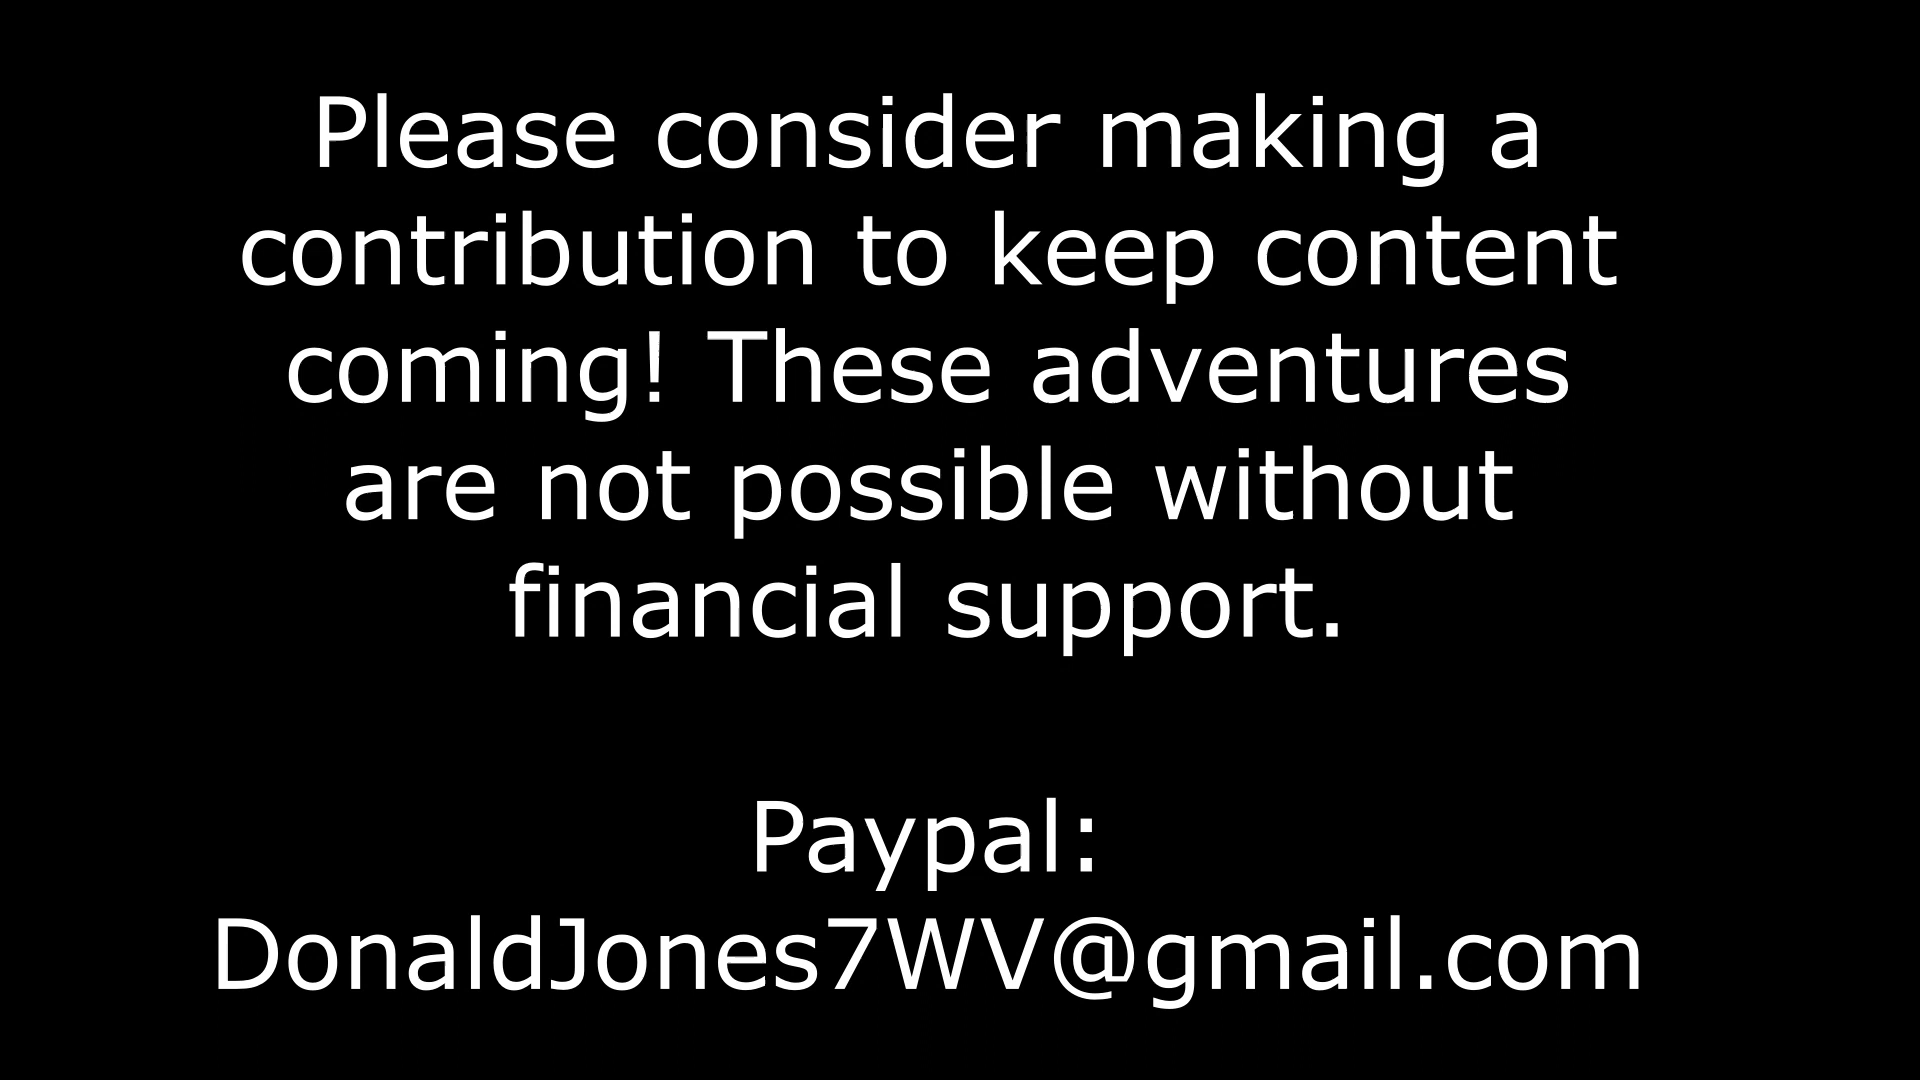 Please consider making a
contribution to keep content
coming! These adventures
are not possible without
financial support.
Paypal:
DonaldJones7WV@gmail.com